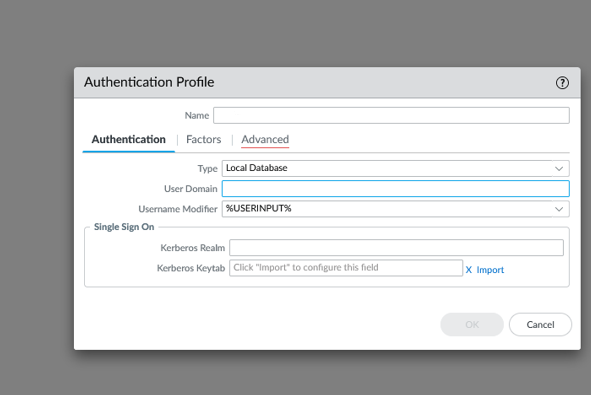 Authentication Profile
?
Name
Authentication | Factors | Advanced
Type Local Database
User Domain
Username Modifier %USERINPUT%
Single Sign On
Kerberos Realm
Kerberos Keytab Click "Import" to configure this field X Import
OK Cancel